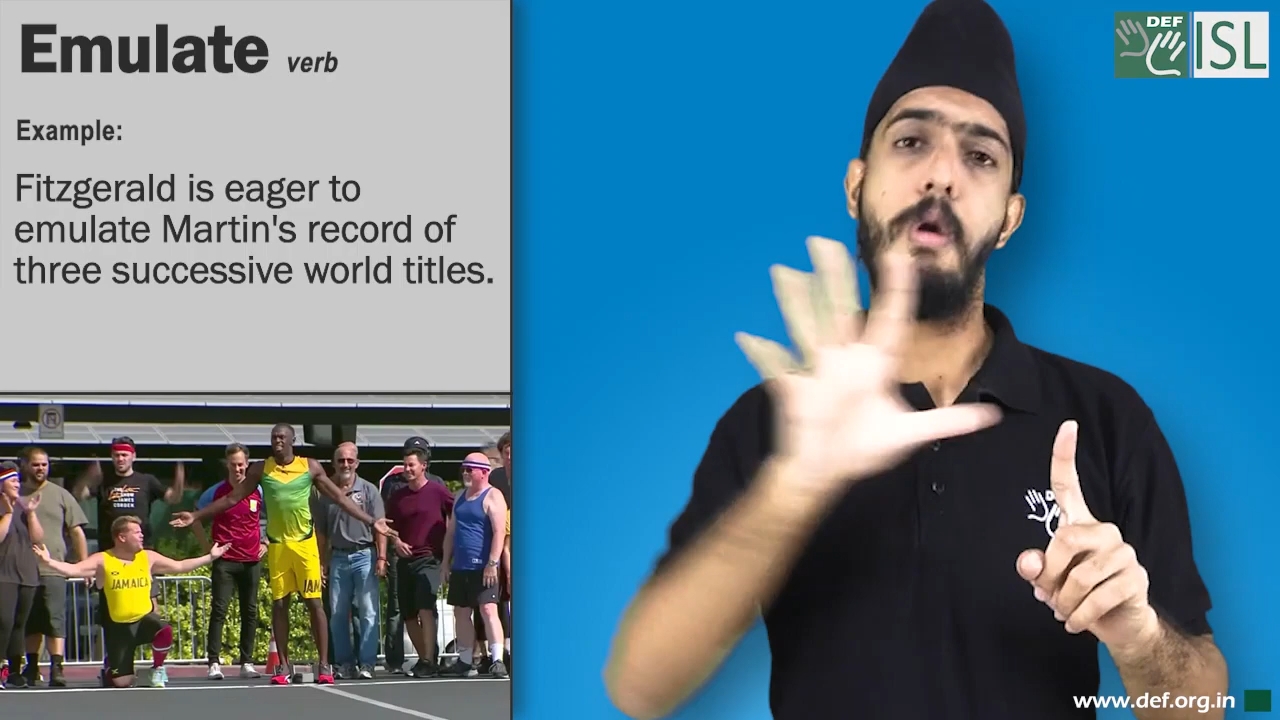 Emulate verb
Example:
Fitzgerald is eager to
emulate Martin's record of
three successive world titles.
DEF
ISL
JAMAICA
www.def.org.in